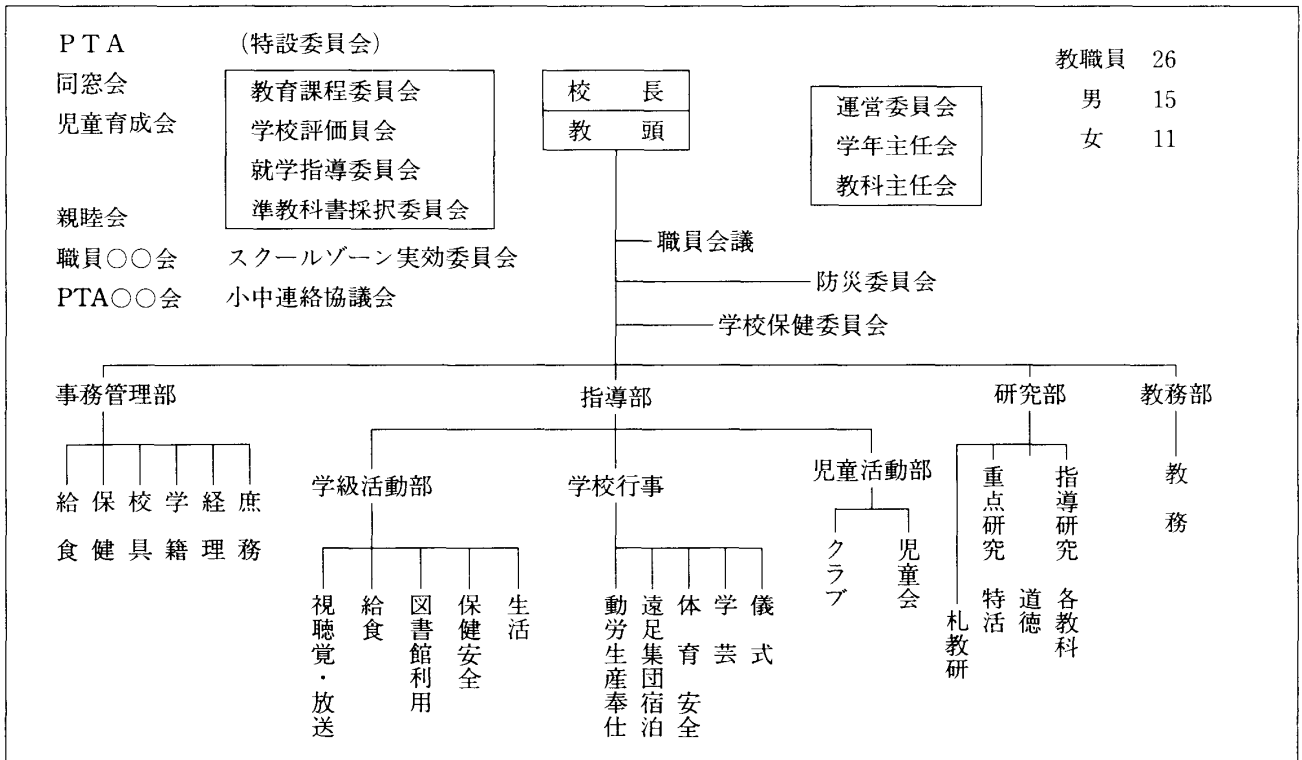 PTA
同窓会
児童育成会
親睦会
職員○○会
PTA○○会
(特設委員会)
教育課程委員会
学校評価員会
就学指導委員会
準教科書採択委員会
スクールゾーン実効委員会
小中連絡協議会
校 長
教 頭
運営委員会
学年主任会
教科主任会
教職員 26
男 15
女 11
職員会議
防災委員会
学校保健委員会
事務管理部
給食
保健
校具
学籍
経理
庶務
指導部
学級活動部
視聴覚・放送
給食
図書館利用
保健安全
生活
学校行事
動労生産奉仕
遠足集団宿泊
体育 安全
学芸
儀式
児童活動部
クラブ
児童会
研究部
札教研
重点研究 特活
道徳
指導研究 各教科
教務部
教務